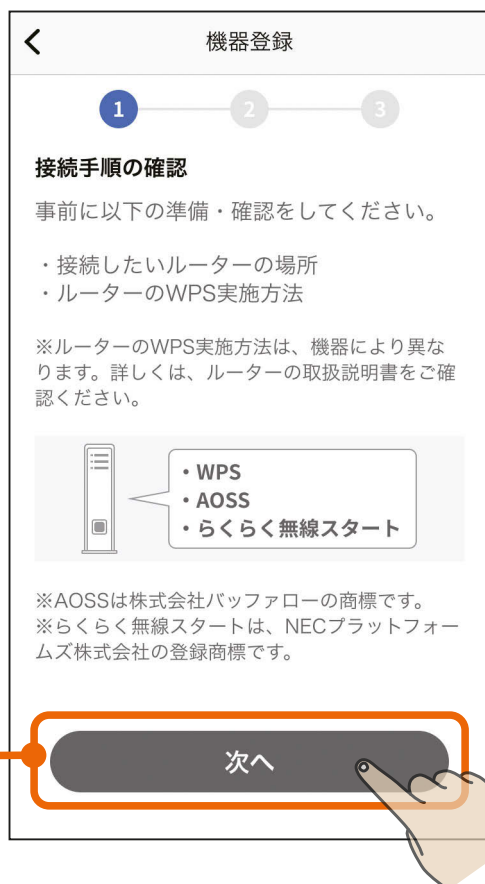 機器登録
1 2 3
接続手順の確認
事前に以下の準備・確認をしてください。
・接続したいルーターの場所
・ルーターのWPS実施方法
※ルーターのWPS実施方法は、機器により異な
ります。詳しくは、ルーターの取扱説明書をご確
認ください。
・WPS
・AOSS
・らくらく無線スタート
※AOSSは株式会社バッファローの商標です。
※らくらく無線スタートは、NECプラットフォー
ムズ株式会社の登録商標です。
次へ